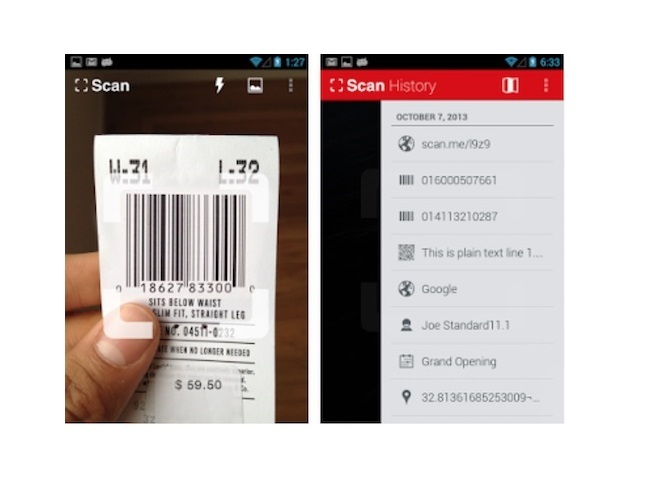 1:27
Scan
W-31 L-32
0 18627 83300 0
SITS BELOW WAIST
SLIM FIT, STRAIGHT LEG
NO. 04511-0232
WHEN NO LONGER NEEDED
$ 59.50
6:33
Scan History
OCTOBER 7, 2013
scan.me/l9z9
016000507661
014113210287
This is plain text line 1...
Google
Joe Standard11.1
Grand Opening
32.81361685253009¬...